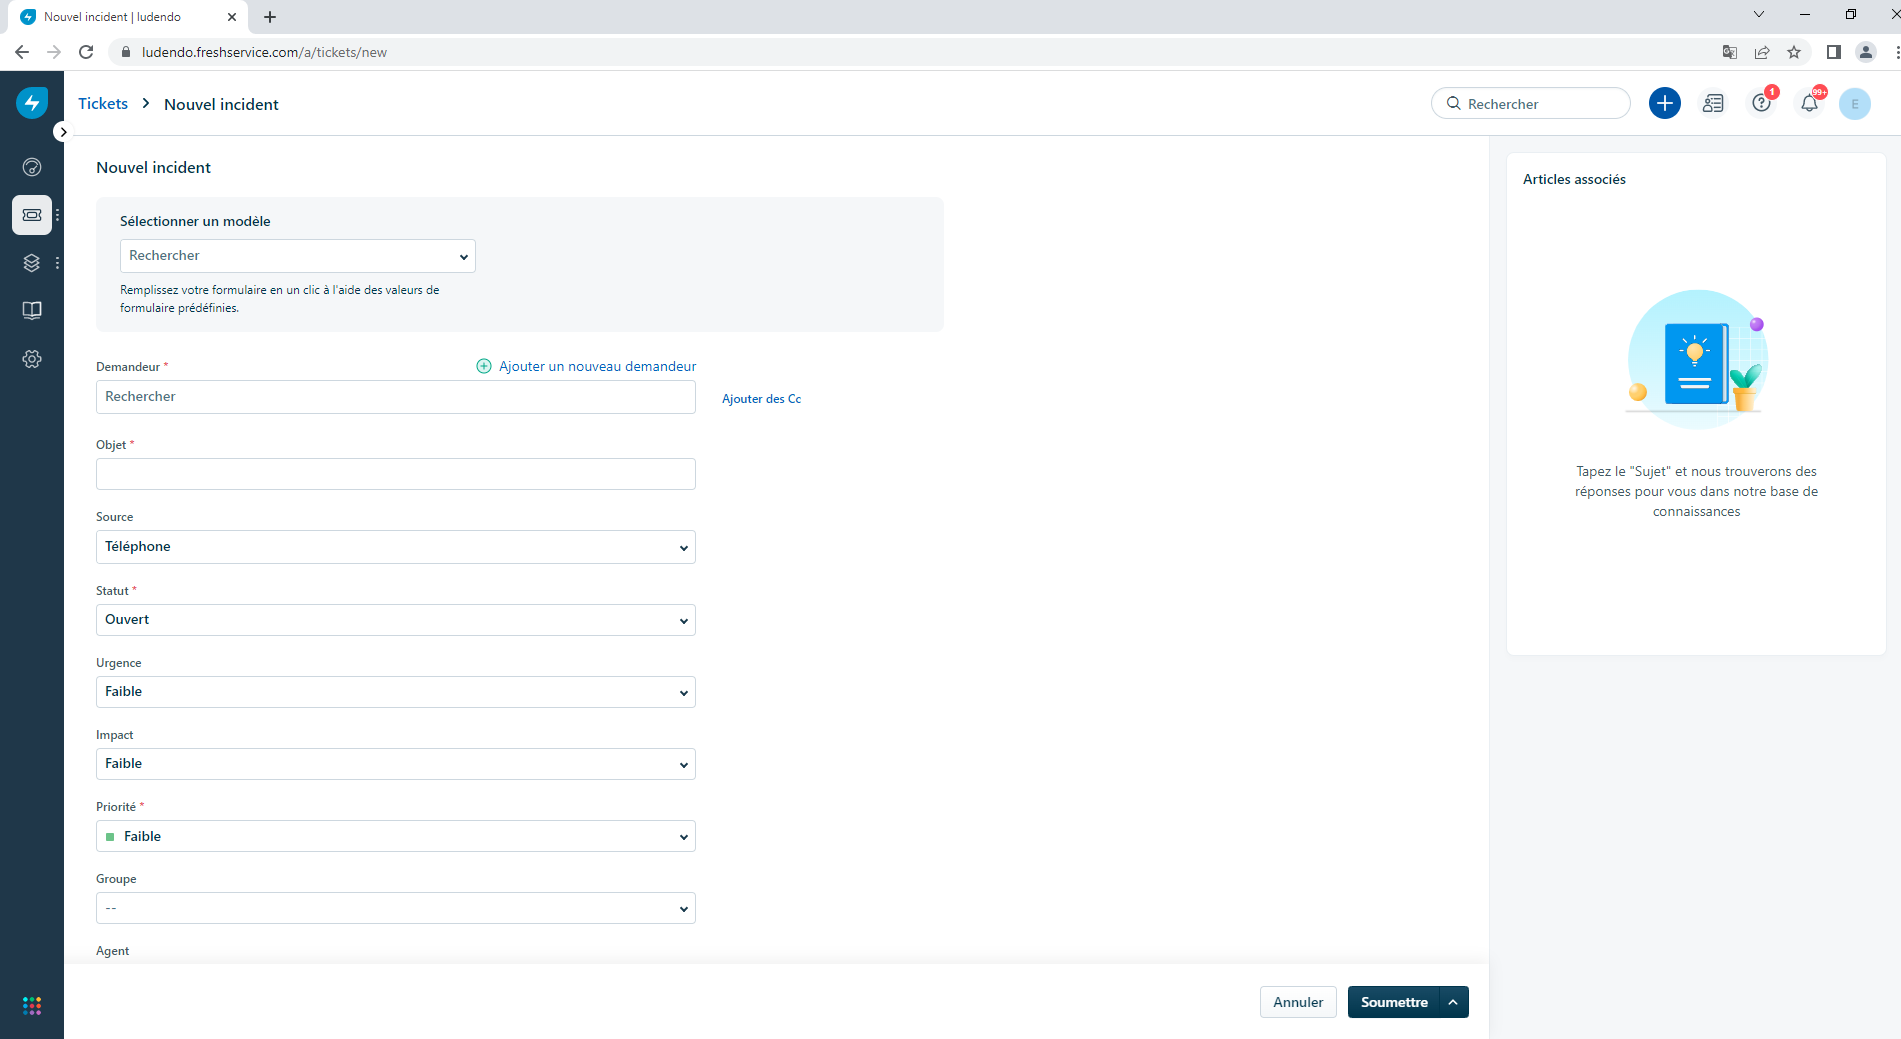 Nouvel incident | ludendo
ludendo.freshservice.com/a/tickets/new
Tickets > Nouvel incident
Rechercher
1
99+
E
Nouvel incident
Sélectionner un modèle
Rechercher
Remplissez votre formulaire en un clic à l'aide des valeurs de
formulaire prédéfinies.
Demandeur *
Ajouter un nouveau demandeur
Rechercher
Ajouter des Cc
Objet *
Source
Téléphone
Statut *
Ouvert
Urgence
Faible
Impact
Faible
Priorité *
Faible
Groupe
--
Agent
Annuler
Soumettre
Articles associés
Tapez le "Sujet" et nous trouverons des
réponses pour vous dans notre base de
connaissances